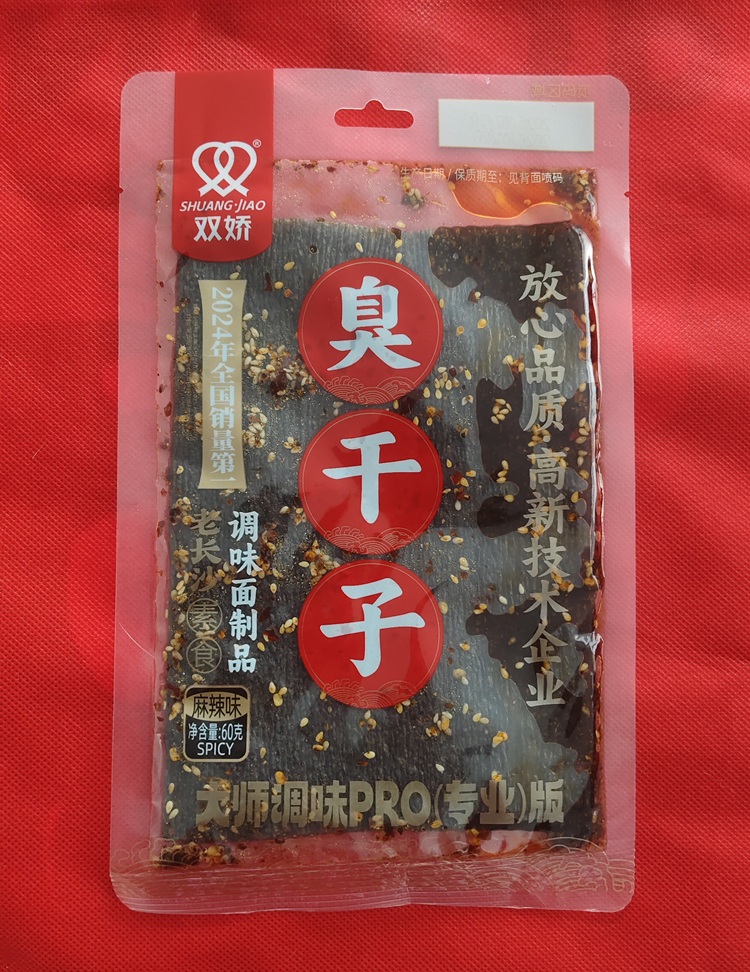 SHUANG·JIAO®
双娇
生产日期 / 保质期至：见背面喷码
臭干子
放心品质·高新技术企业
2024年全国销量第一
调味面制品
老长沙素食
麻辣味
净含量:60克
SPICY
大师调味PRO(专业)版